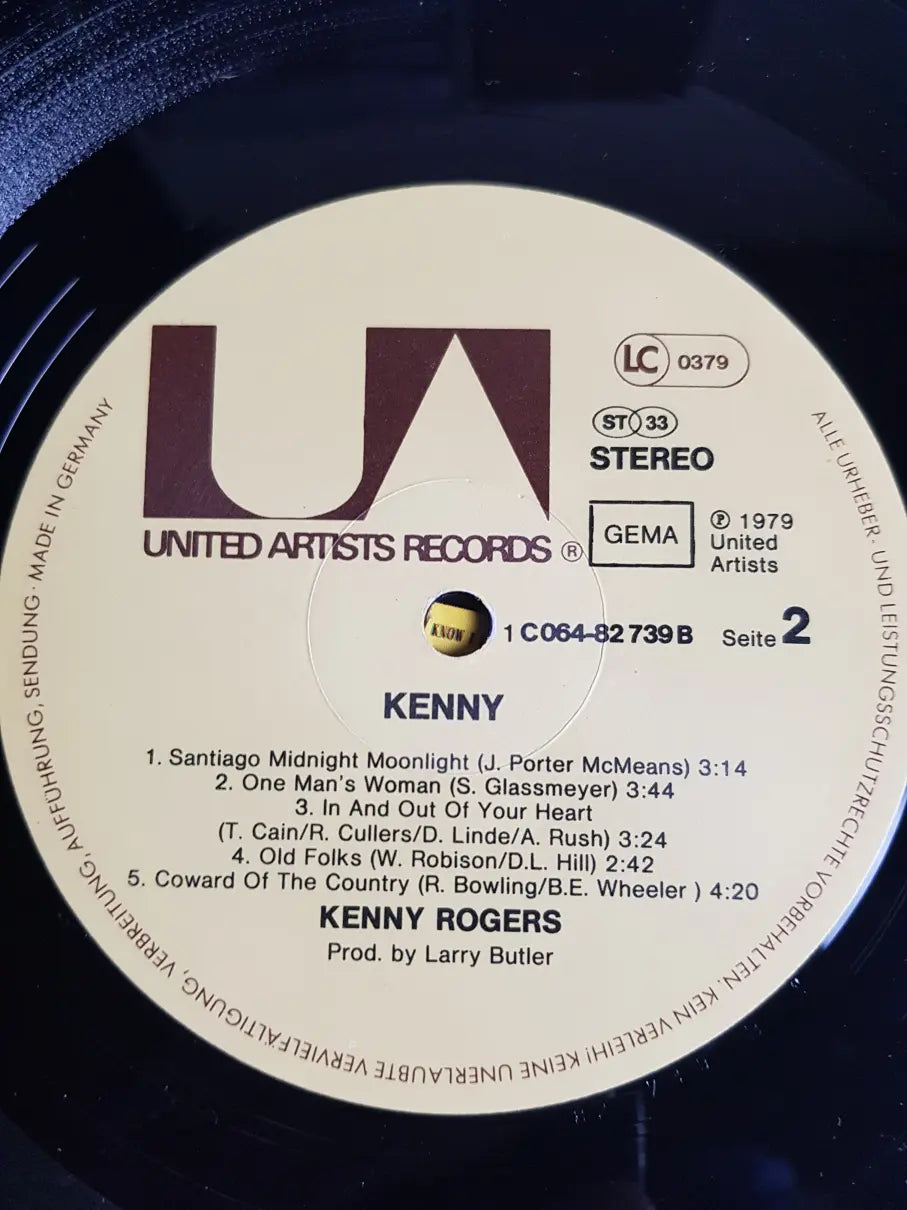 UA
LC 0379
ST 33
STEREO
UNITED ARTISTS RECORDS ®
GEMA
℗ 1979
United
Artists
KNOW
1 C 064-82 739 B Seite 2
KENNY
1. Santiago Midnight Moonlight (J. Porter McMeans) 3:14
2. One Man's Woman (S. Glassmeyer) 3:44
3. In And Out Of Your Heart
(T. Cain/R. Cullers/D. Linde/A. Rush) 3:24
4. Old Folks (W. Robison/D.L. Hill) 2:42
5. Coward Of The Country (R. Bowling/B.E. Wheeler ) 4:20
KENNY ROGERS
Prod. by Larry Butler
ALLE URHEBER- UND LEISTUNGSSCHUTZRECHTE VORBEHALTEN. KEIN VERLEIH! KEINE UNERLAUBTE VERVIELFÄLTIGUNG, VERBREITUNG, AUFFÜHRUNG, SENDUNG · MADE IN GERMANY